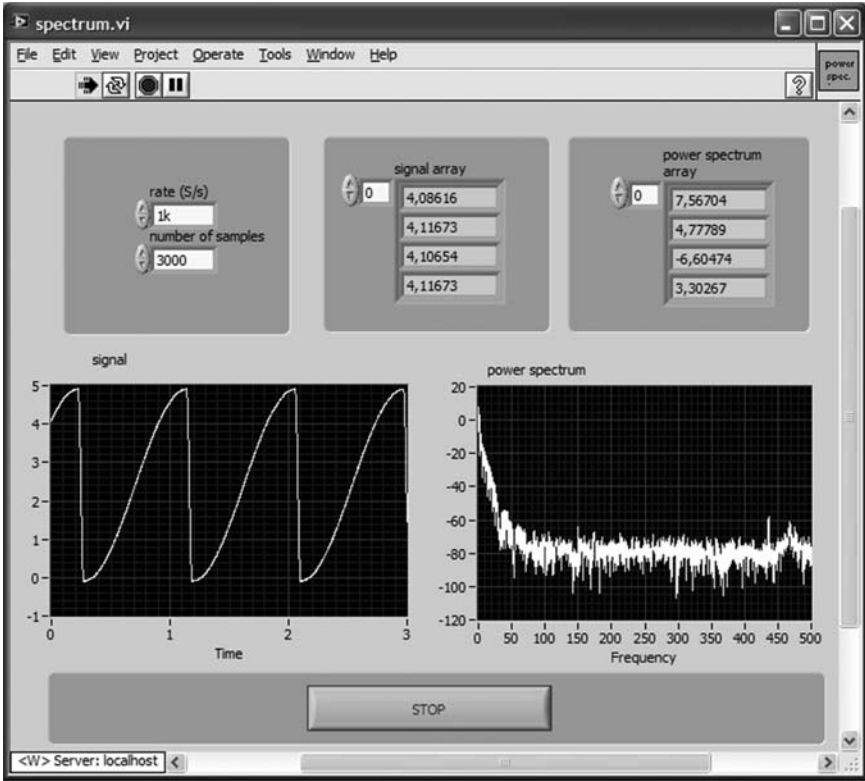 spectrum.vi
File Edit View Project Operate Tools Window Help
power
spec.
rate (S/s)
1k
number of samples
3000
signal array
0
4,08616
4,11673
4,10654
4,11673
power spectrum
array
0
7,56704
4,77789
-6,60474
3,30267
signal
5
4
3
2
1
0
-1
0 1 2 3
Time
power spectrum
20
0
-20
-40
-60
-80
-100
-120
0 50 100 150 200 250 300 350 400 450 500
Frequency
STOP
<W> Server: localhost